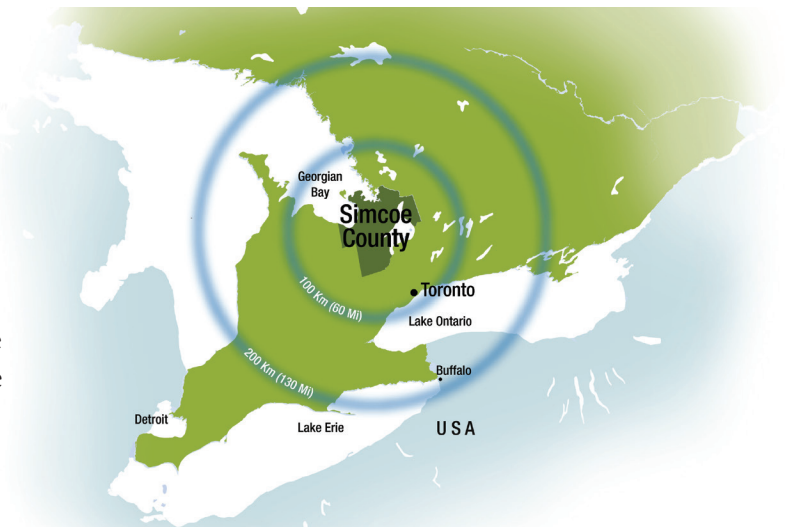 Georgian
Bay
Simcoe
County
100 Km (60 Mi)
Toronto
Lake Ontario
200 Km (130 Mi)
Buffalo
Detroit
Lake Erie
U S A